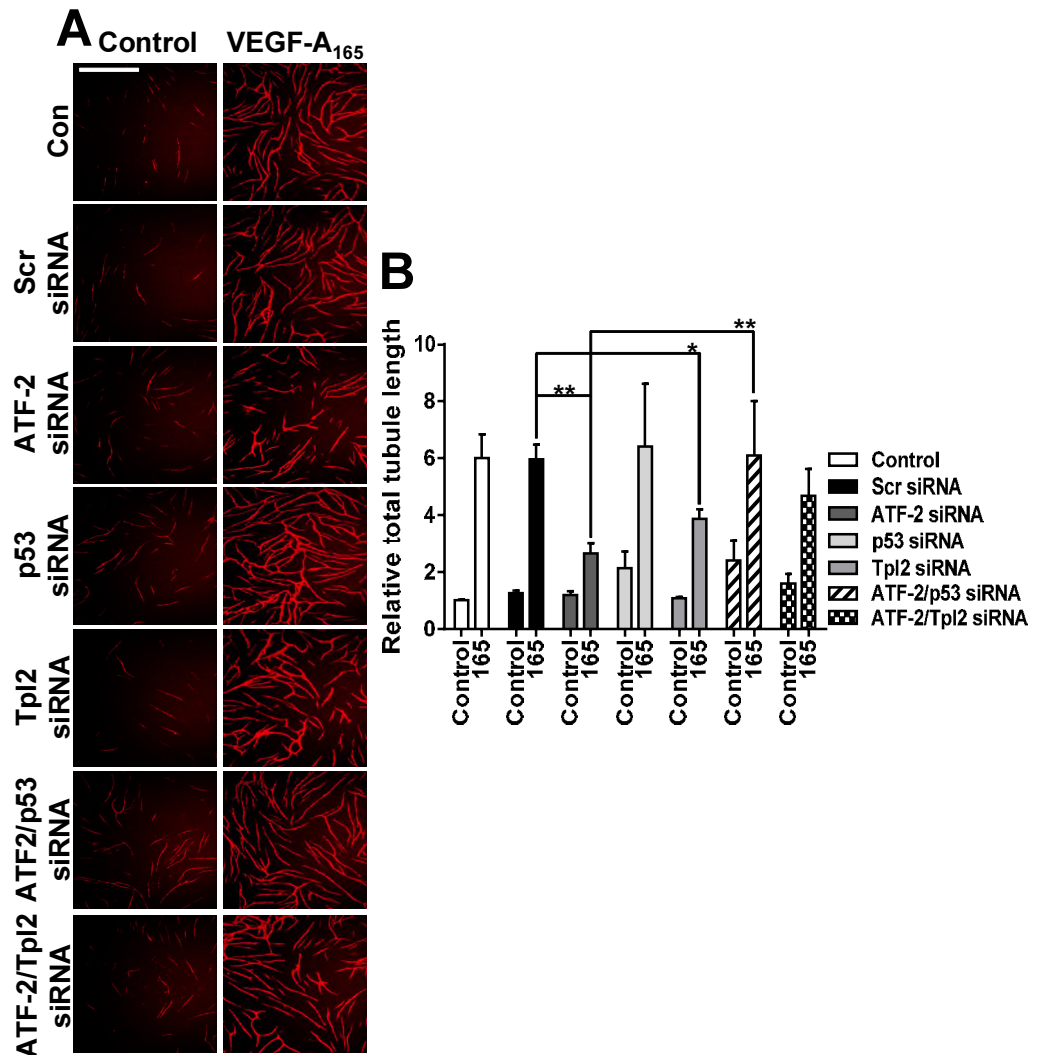 A
Control
VEGF-A165
Con
Scr
siRNA
ATF-2
siRNA
p53
siRNA
Tpl2
siRNA
ATF2/p53
siRNA
ATF-2/Tpl2
siRNA
B
Relative total tubule length
10
8
6
4
2
0
**
*
**
Control
165
Control
165
Control
165
Control
165
Control
165
Control
165
Control
165
Control
Scr siRNA
ATF-2 siRNA
p53 siRNA
Tpl2 siRNA
ATF-2/p53 siRNA
ATF-2/Tpl2 siRNA